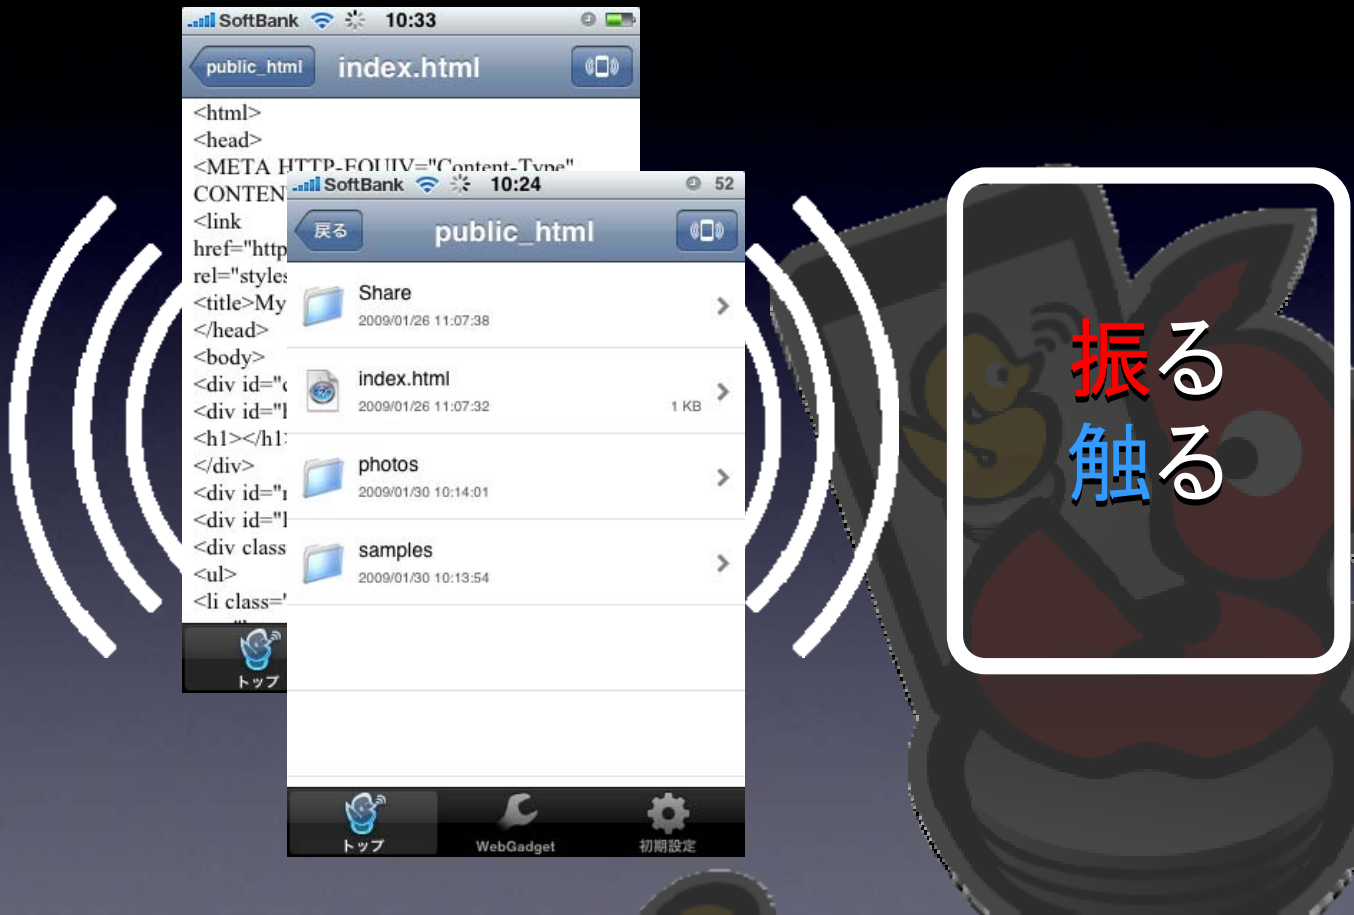 SoftBank 10:33
public_html index.html
<html>
<head>
<META HTTP-EQUIV="Content-Type"
CONTEN
<link
href="http
rel="styles
<title>My
</head>
<body>
<div id="
<div id="
<h1></h1>
</div>
<div id="
<div id="
<div class
<ul>
<li class="
トップ
SoftBank 10:24 52
戻る public_html
Share
2009/01/26 11:07:38
index.html
2009/01/26 11:07:32 1 KB
photos
2009/01/30 10:14:01
samples
2009/01/30 10:13:54
トップ WebGadget 初期設定
振る
触る